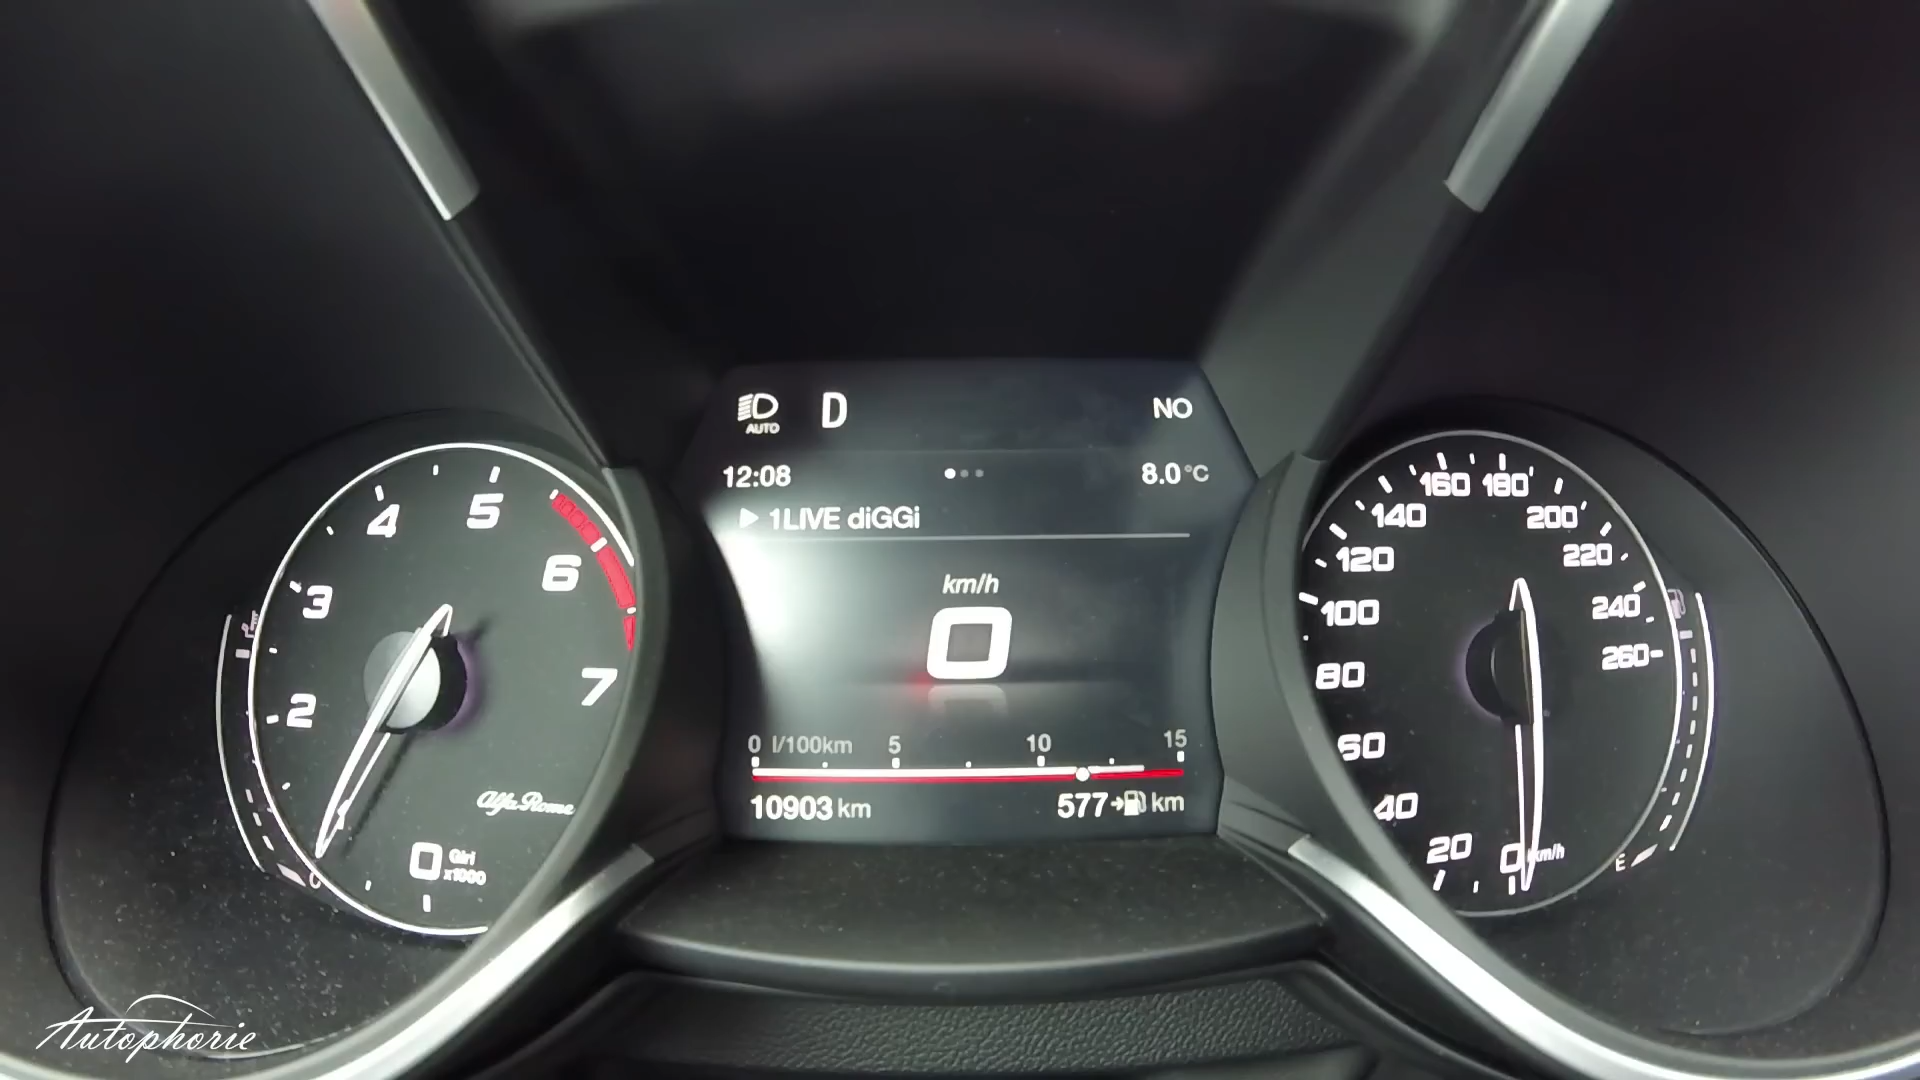 AUTO
D
NO
12:08
8.0°C
1LIVE diGGi
km/h
0
0 l/100km 5 10 15
10903 km
577 km
0 2 3 4 5 6 7
Giri
x1000
Alfa Romeo
C
0 20 40 60 80 100 120 140 160 180 200 220 240 260
km/h
E
Autophorie